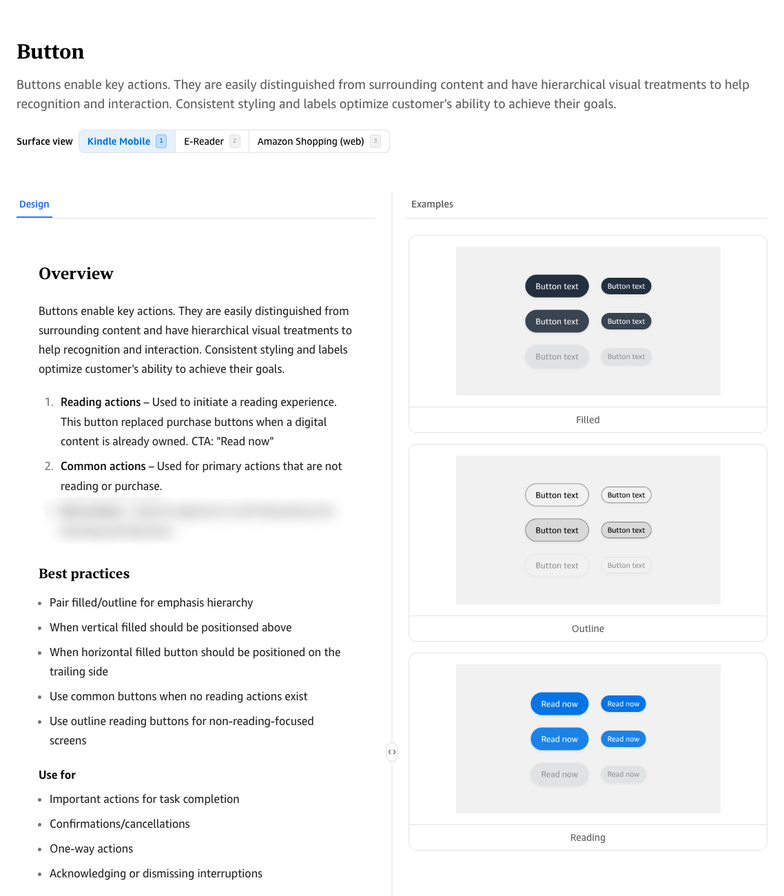 Button
Buttons enable key actions. They are easily distinguished from surrounding content and have hierarchical visual treatments to help
recognition and interaction. Consistent styling and labels optimize customer's ability to achieve their goals.
Surface view
Kindle Mobile 1
E-Reader 2
Amazon Shopping (web) 3
Design
Overview
Buttons enable key actions. They are easily distinguished from
surrounding content and have hierarchical visual treatments to
help recognition and interaction. Consistent styling and labels
optimize customer's ability to achieve their goals.
1. Reading actions – Used to initiate a reading experience.
This button replaced purchase buttons when a digital
content is already owned. CTA: "Read now"
2. Common actions – Used for primary actions that are not
reading or purchase.
Best practices
• Pair filled/outline for emphasis hierarchy
• When vertical filled should be positionsed above
• When horizontal filled button should be positioned on the
trailing side
• Use common buttons when no reading actions exist
• Use outline reading buttons for non-reading-focused
screens
Use for
• Important actions for task completion
• Confirmations/cancellations
• One-way actions
• Acknowledging or dismissing interruptions
Examples
Button text Button text
Button text Button text
Button text Button text
Filled
Button text Button text
Button text Button text
Button text Button text
Outline
Read now Read now
Read now Read now
Read now Read now
Reading